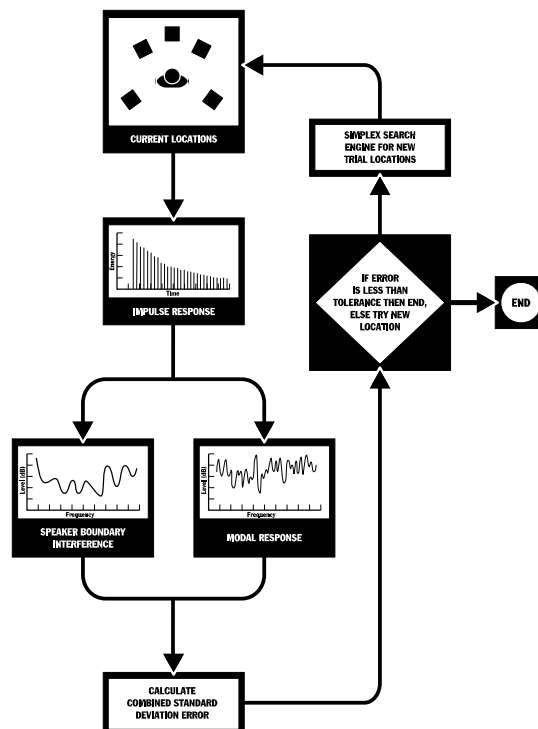 CURRENT LOCATIONS
SIMPLEX SEARCH
ENGINE FOR NEW
TRIAL LOCATIONS
Energy
Time
IMPULSE RESPONSE
IF ERROR
IS LESS THAN
TOLERANCE THEN END,
ELSE TRY NEW
LOCATION
END
Level (dB)
Frequency
SPEAKER BOUNDARY
INTERFERENCE
Level (dB)
Frequency
MODAL RESPONSE
CALCULATE
COMBINED STANDARD
DEVIATION ERROR